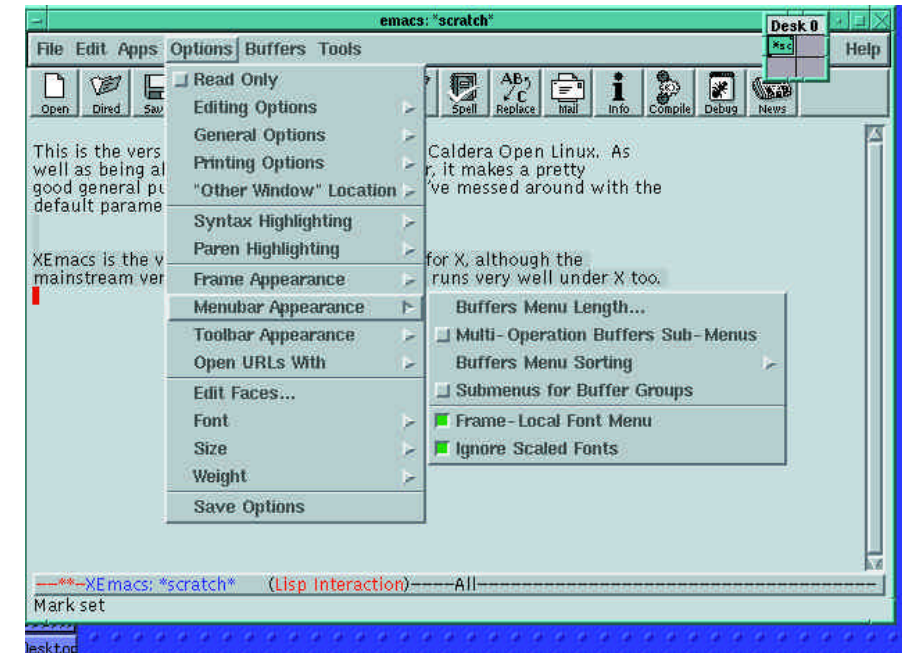 emacs: *scratch*
Desk 0
*sc
File Edit Apps Options Buffers Tools Help
Open Dired Sav Spell Replace Mail Info Compile Debug News
Read Only
Editing Options
General Options
Printing Options
"Other Window" Location
Syntax Highlighting
Paren Highlighting
Frame Appearance
Menubar Appearance
Toolbar Appearance
Open URLs With
Edit Faces...
Font
Size
Weight
Save Options
Buffers Menu Length...
Multi-Operation Buffers Sub-Menus
Buffers Menu Sorting
Submenus for Buffer Groups
Frame-Local Font Menu
Ignore Scaled Fonts
This is the vers Caldera Open Linux. As
well as being al r, it makes a pretty
good general pu 've messed around with the
default parame
XEmacs is the v for X, although the
mainstream ver runs very well under X too.
--**-XEmacs: *scratch* (Lisp Interaction)----All----
Mark set
Desktop